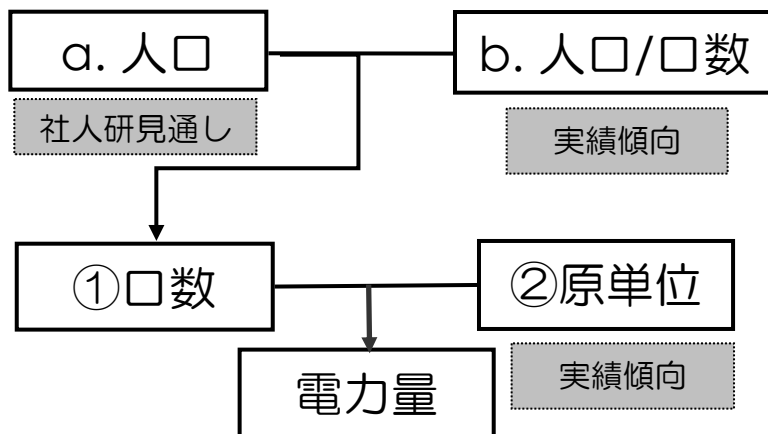 a. 人口
b. 人口/口数
社人研見通し
実績傾向
①口数
②原単位
電力量
実績傾向